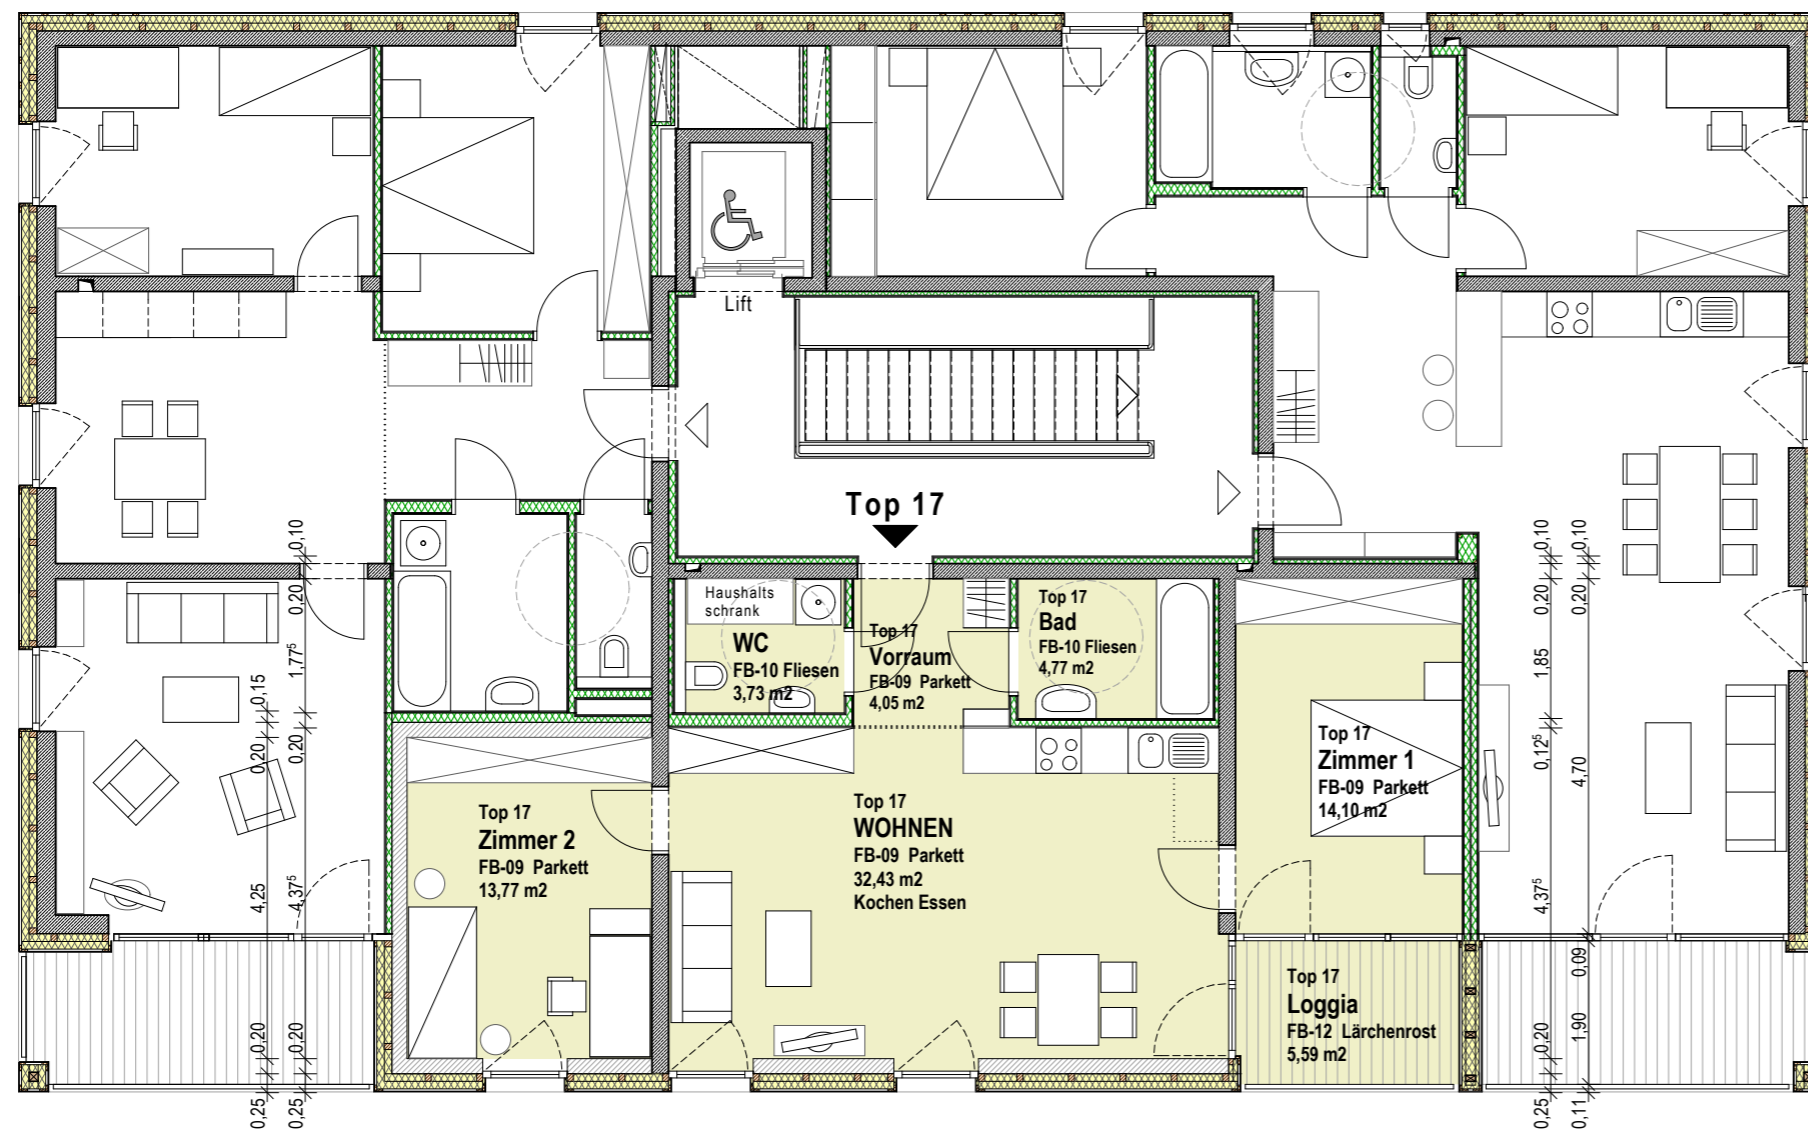 Lift
Top 17
Haushalts
schrank
WC
FB-10 Fliesen
3,73 m2
Top 17
Vorraum
FB-09 Parkett
4,05 m2
Top 17
Bad
FB-10 Fliesen
4,77 m2
Top 17
Zimmer 1
FB-09 Parkett
14,10 m2
Top 17
Zimmer 2
FB-09 Parkett
13,77 m2
Top 17
WOHNEN
FB-09 Parkett
32,43 m2
Kochen Essen
Top 17
Loggia
FB-12 Lärchenrost
5,59 m2
0,15
0,20
4,25
0,20
0,25
0,10
0,20
1,77⁵
0,20
4,37⁵
0,20
0,25
0,10
0,20
1,85
0,12⁵
4,37⁵
0,20
0,25
0,10
0,20
4,70
0,09
1,90
0,11